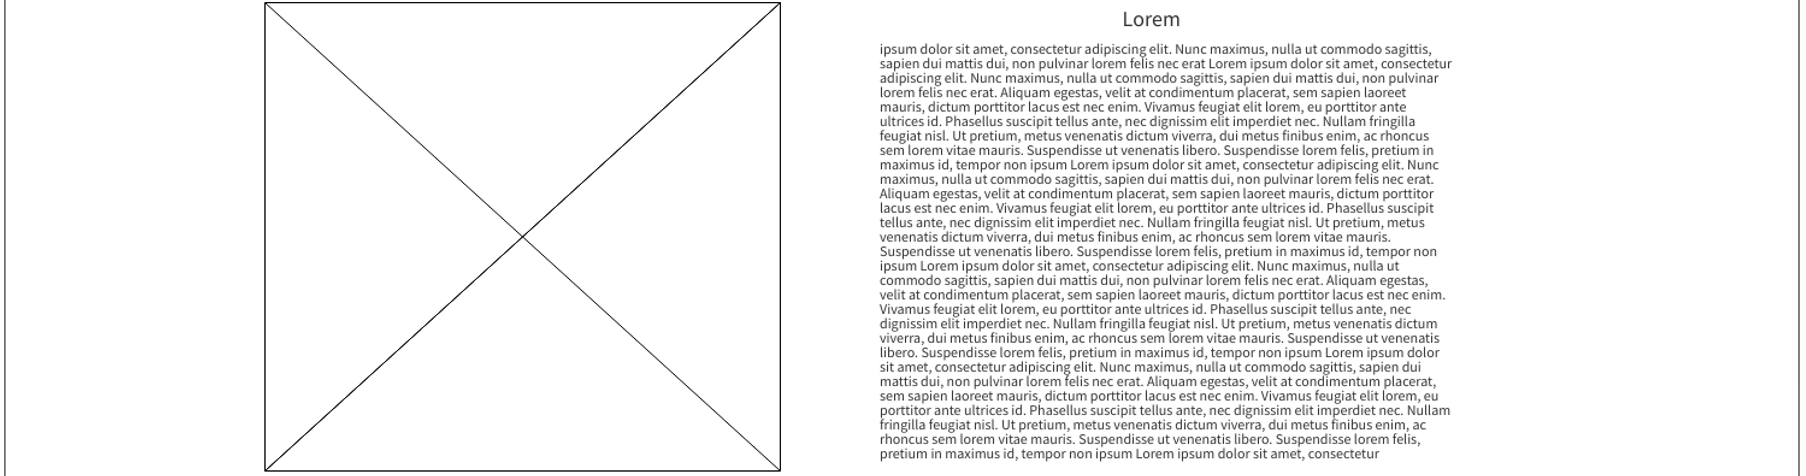 Lorem
ipsum dolor sit amet, consectetur adipiscing elit. Nunc maximus, nulla ut commodo sagittis,
sapien dui mattis dui, non pulvinar lorem felis nec erat Lorem ipsum dolor sit amet, consectetur
adipiscing elit. Nunc maximus, nulla ut commodo sagittis, sapien dui mattis dui, non pulvinar
lorem felis nec erat. Aliquam egestas, velit at condimentum placerat, sem sapien laoreet
mauris, dictum porttitor lacus est nec enim. Vivamus feugiat elit lorem, eu porttitor ante
ultrices id. Phasellus suscipit tellus ante, nec dignissim elit imperdiet nec. Nullam fringilla
feugiat nisl. Ut pretium, metus venenatis dictum viverra, dui metus finibus enim, ac rhoncus
sem lorem vitae mauris. Suspendisse ut venenatis libero. Suspendisse lorem felis, pretium in
maximus id, tempor non ipsum Lorem ipsum dolor sit amet, consectetur adipiscing elit. Nunc
maximus, nulla ut commodo sagittis, sapien dui mattis dui, non pulvinar lorem felis nec erat.
Aliquam egestas, velit at condimentum placerat, sem sapien laoreet mauris, dictum porttitor
lacus est nec enim. Vivamus feugiat elit lorem, eu porttitor ante ultrices id. Phasellus suscipit
tellus ante, nec dignissim elit imperdiet nec. Nullam fringilla feugiat nisl. Ut pretium, metus
venenatis dictum viverra, dui metus finibus enim, ac rhoncus sem lorem vitae mauris.
Suspendisse ut venenatis libero. Suspendisse lorem felis, pretium in maximus id, tempor non
ipsum Lorem ipsum dolor sit amet, consectetur adipiscing elit. Nunc maximus, nulla ut
commodo sagittis, sapien dui mattis dui, non pulvinar lorem felis nec erat. Aliquam egestas,
velit at condimentum placerat, sem sapien laoreet mauris, dictum porttitor lacus est nec enim.
Vivamus feugiat elit lorem, eu porttitor ante ultrices id. Phasellus suscipit tellus ante, nec
dignissim elit imperdiet nec. Nullam fringilla feugiat nisl. Ut pretium, metus venenatis dictum
viverra, dui metus finibus enim, ac rhoncus sem lorem vitae mauris. Suspendisse ut venenatis
libero. Suspendisse lorem felis, pretium in maximus id, tempor non ipsum Lorem ipsum dolor
sit amet, consectetur adipiscing elit. Nunc maximus, nulla ut commodo sagittis, sapien dui
mattis dui, non pulvinar lorem felis nec erat. Aliquam egestas, velit at condimentum placerat,
sem sapien laoreet mauris, dictum porttitor lacus est nec enim. Vivamus feugiat elit lorem, eu
porttitor ante ultrices id. Phasellus suscipit tellus ante, nec dignissim elit imperdiet nec. Nullam
fringilla feugiat nisl. Ut pretium, metus venenatis dictum viverra, dui metus finibus enim, ac
rhoncus sem lorem vitae mauris. Suspendisse ut venenatis libero. Suspendisse lorem felis,
pretium in maximus id, tempor non ipsum Lorem ipsum dolor sit amet, consectetur